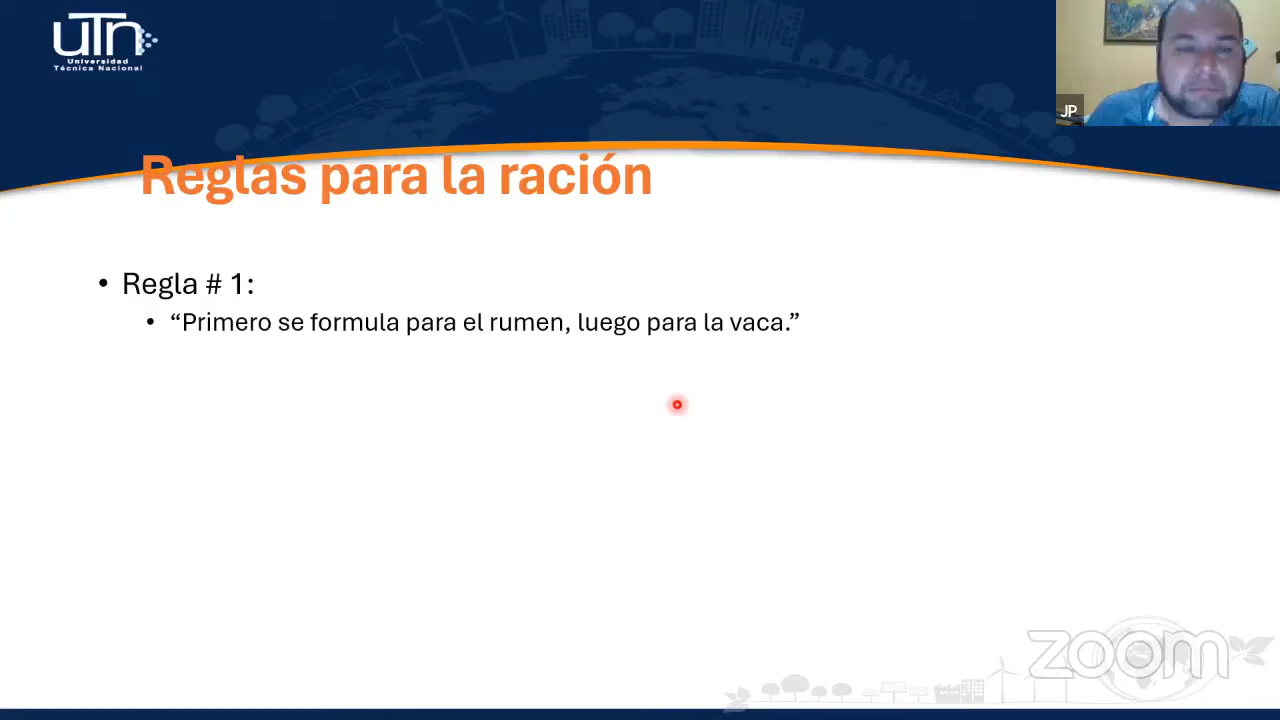 uTn
Universidad
Técnica Nacional
JP
Reglas para la ración
• Regla # 1:
• “Primero se formula para el rumen, luego para la vaca.”
zoom